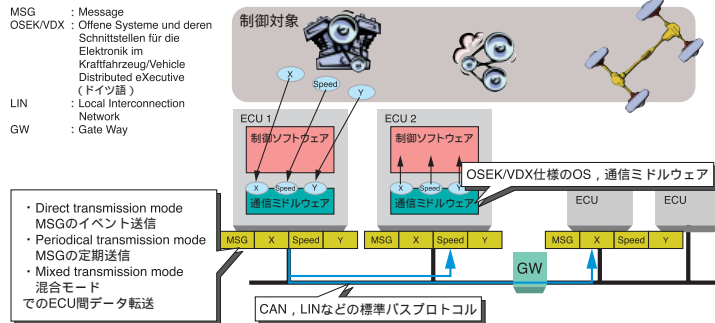 MSG : Message
OSEK/VDX : Offene Systeme und deren
Schnittstellen für die
Elektronik im
Kraftfahrzeug/Vehicle
Distributed eXecutive
(ドイツ語)
LIN : Local Interconnection
Network
GW : Gate Way
制御対象
X
Speed
Y
ECU 1
制御ソフトウェア
X Speed Y
通信ミドルウェア
ECU 2
制御ソフトウェア
X Speed Y
通信ミドルウェア
OSEK/VDX仕様のOS,通信ミドルウェア
ECU
ECU
MSG X Speed Y
MSG X Speed Y
MSG X Speed Y
・Direct transmission mode
MSGのイベント送信
・Periodical transmission mode
MSGの定期送信
・Mixed transmission mode
混合モード
でのECU間データ転送
GW
CAN,LINなどの標準バスプロトコル